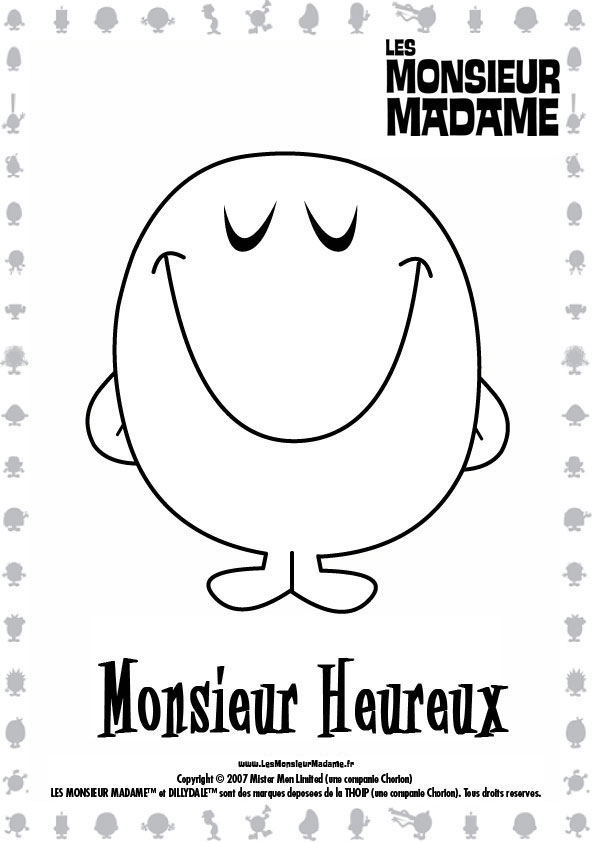 LES
MONSIEUR
MADAME
Monsieur Heureux
www.LesMonsieurMadame.fr
Copyright © 2007 Mister Men Limited (une companie Chorion)
LES MONSIEUR MADAME™ et DILLYDALE™ sont des marques deposees de la THOIP (une companie Chorion). Tous droits reserves.